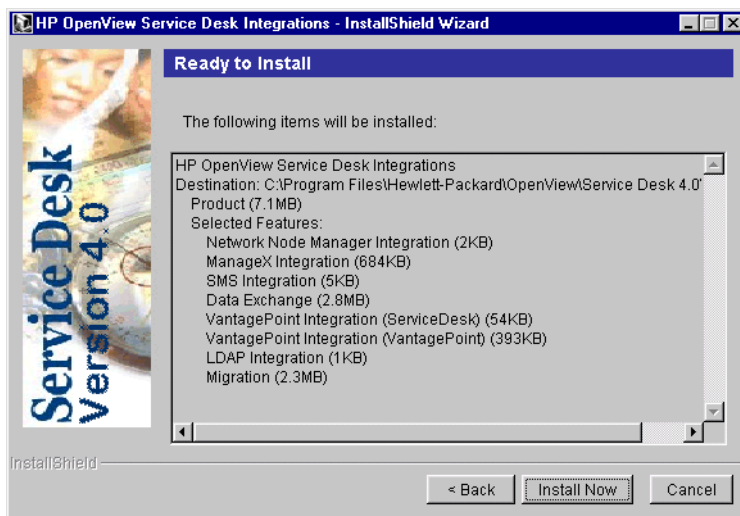 HP OpenView Service Desk Integrations - InstallShield Wizard
Ready to Install
Service Desk
Version 4.0
The following items will be installed:
HP OpenView Service Desk Integrations
Destination: C:\Program Files\Hewlett-Packard\OpenView\Service Desk 4.0
Product (7.1MB)
Selected Features:
Network Node Manager Integration (2KB)
ManageX Integration (684KB)
SMS Integration (5KB)
Data Exchange (2.8MB)
VantagePoint Integration (ServiceDesk) (54KB)
VantagePoint Integration (VantagePoint) (393KB)
LDAP Integration (1KB)
Migration (2.3MB)
InstallShield
< Back
Install Now
Cancel